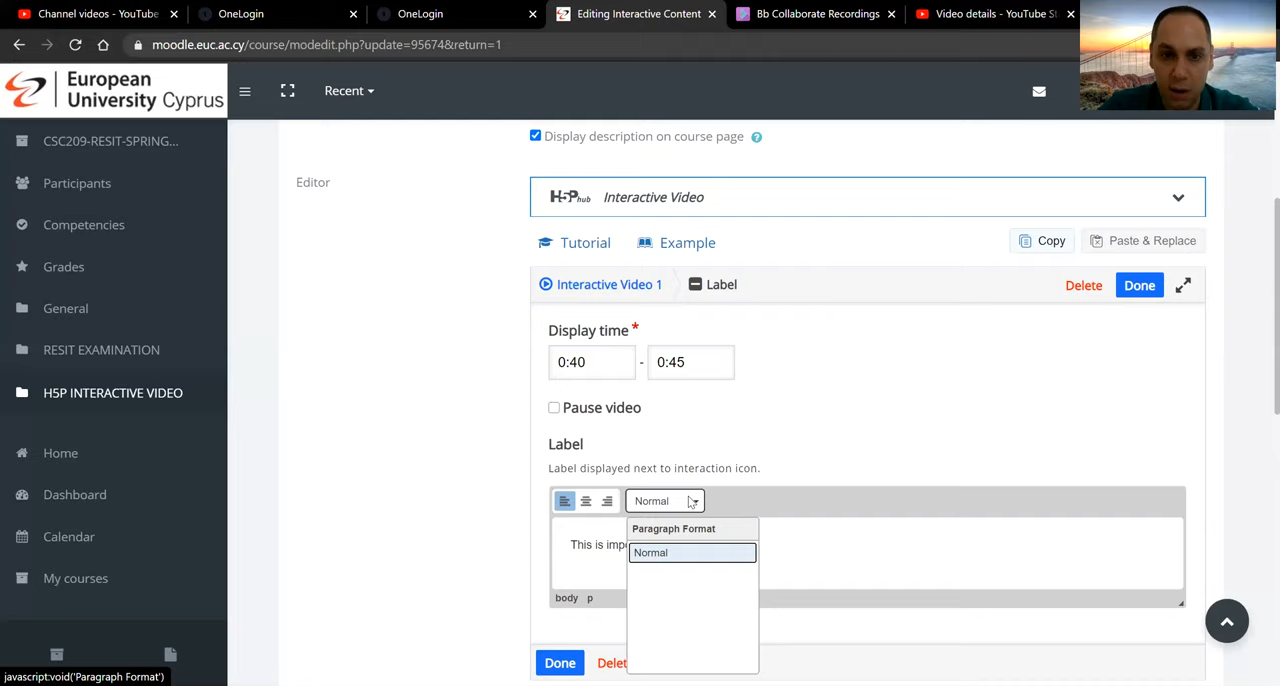 Channel videos - YouTube
OneLogin
OneLogin
Editing Interactive Content
Bb Collaborate Recordings
Video details - YouTube St
moodle.euc.ac.cy/course/modedit.php?update=95674&return=1
European
University Cyprus
Recent
CSC209-RESIT-SPRING...
Participants
Competencies
Grades
General
RESIT EXAMINATION
H5P INTERACTIVE VIDEO
Home
Dashboard
Calendar
My courses
javascript:void('Paragraph Format')
Display description on course page
Editor
H5P hub Interactive Video
Tutorial
Example
Copy
Paste & Replace
Interactive Video 1
Label
Delete
Done
Display time *
0:40 - 0:45
Pause video
Label
Label displayed next to interaction icon.
Normal
Paragraph Format
Normal
This is imp
body p
Done
Delet